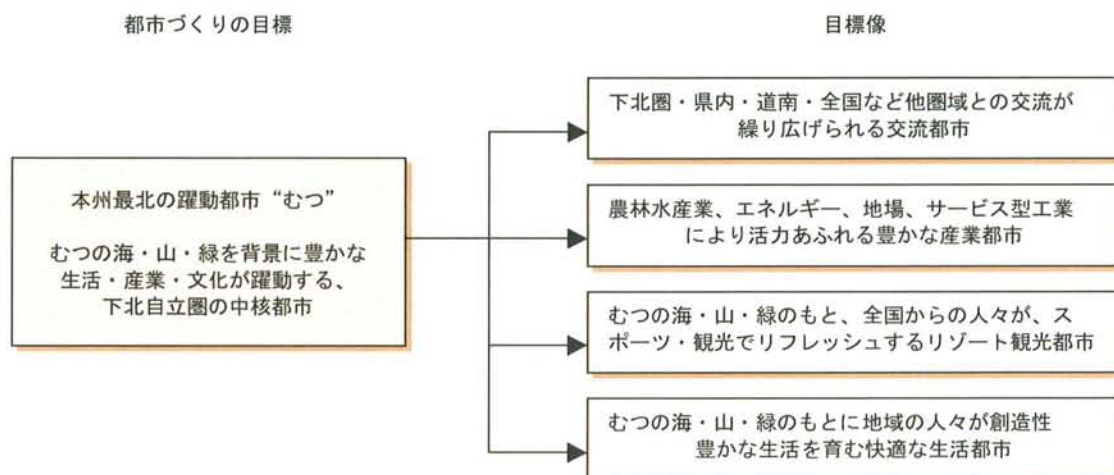 都市づくりの目標
目標像
本州最北の躍動都市“むつ”
むつの海・山・緑を背景に豊かな
生活・産業・文化が躍動する、
下北自立圏の中核都市
下北圏・県内・道南・全国など他圏域との交流が
繰り広げられる交流都市
農林水産業、エネルギー、地場、サービス型工業
により活力あふれる豊かな産業都市
むつの海・山・緑のもと、全国からの人々が、ス
ポーツ・観光でリフレッシュするリゾート観光都市
むつの海・山・緑のもとに地域の人々が創造性
豊かな生活を育む快適な生活都市